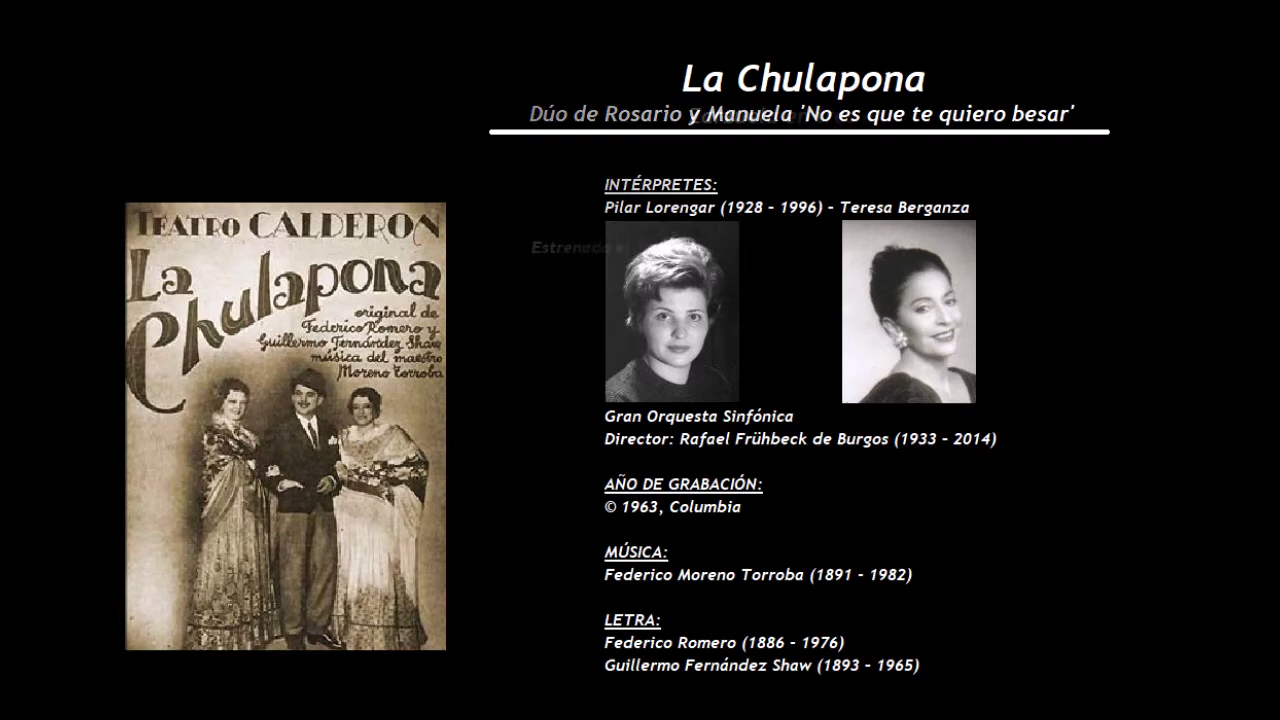 La Chulapona
Dúo de Rosario y Manuela 'No es que te quiero besar'
INTÉRPRETES:
Pilar Lorengar (1928 - 1996) - Teresa Berganza
Estrenado el
TEATRO CALDERON
La
Chulapona
original de
Federico Romero y
Guillermo Fernández Shaw
música del maestro
Moreno Torroba
Gran Orquesta Sinfónica
Director: Rafael Frühbeck de Burgos (1933 - 2014)
AÑO DE GRABACIÓN:
© 1963, Columbia
MÚSICA:
Federico Moreno Torroba (1891 - 1982)
LETRA:
Federico Romero (1886 - 1976)
Guillermo Fernández Shaw (1893 - 1965)